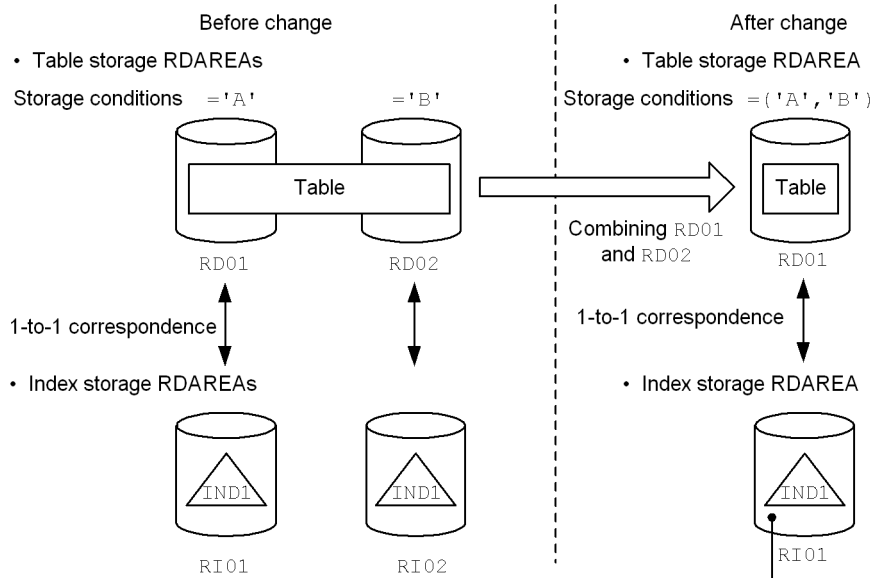 Before change
• Table storage RDAREAs
Storage conditions ='A' ='B'
Table
RD01 RD02
1-to-1 correspondence
• Index storage RDAREAs
IND1 IND1
RI01 RI02
Combining RD01
and RD02
After change
• Table storage RDAREA
Storage conditions =('A','B')
Table
RD01
1-to-1 correspondence
• Index storage RDAREA
IND1
RI01